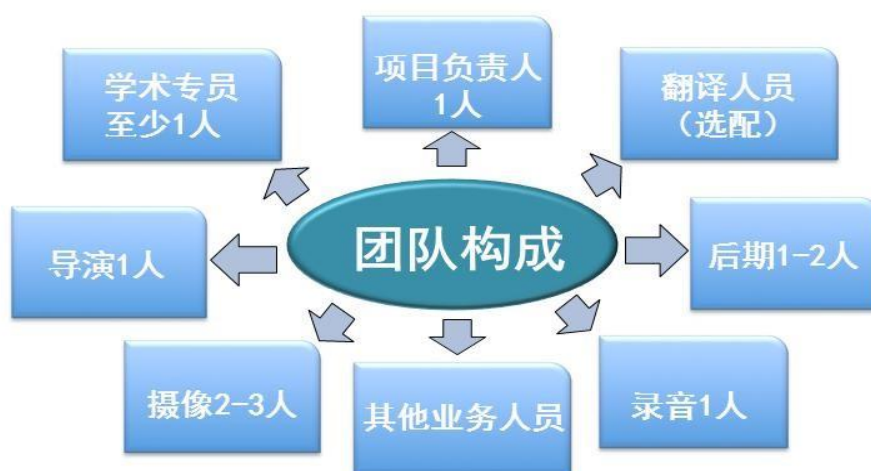 学术专员
至少1人
项目负责人
1人
翻译人员
（选配）
导演1人
团队构成
后期1-2人
摄像2-3人
其他业务人员
录音1人